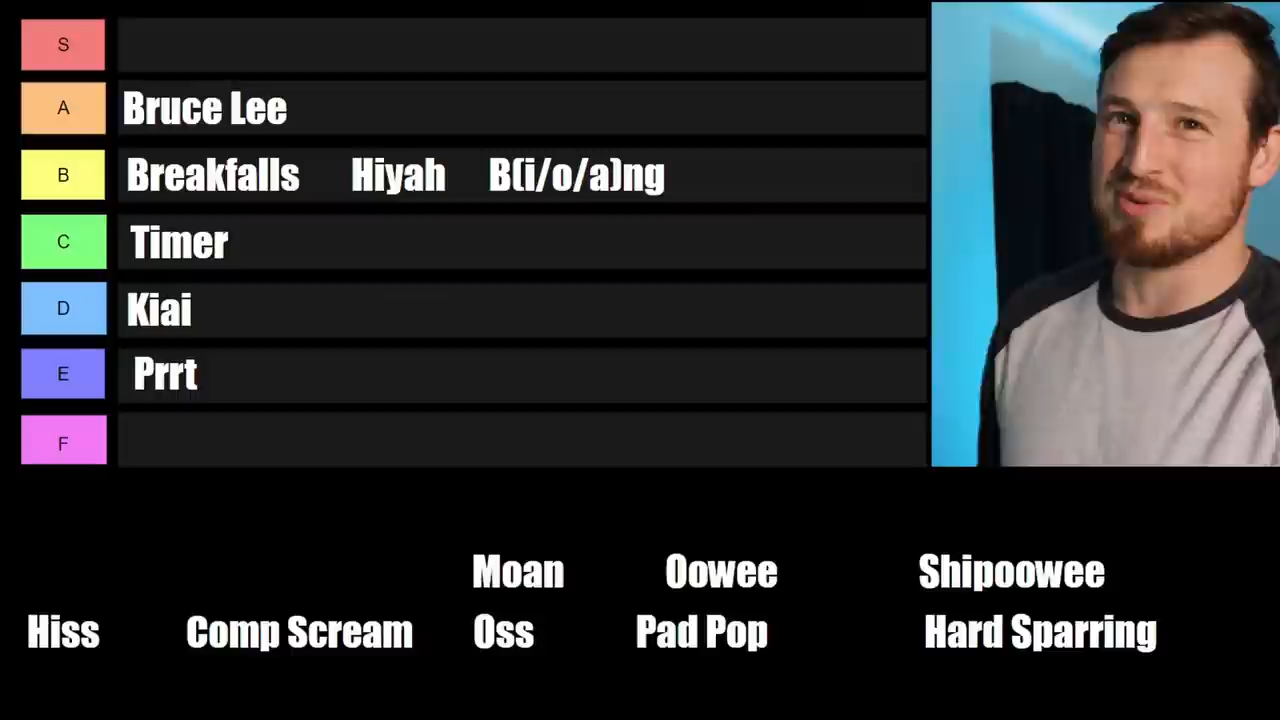 S
A Bruce Lee
B Breakfalls Hiyah B(i/o/a)ng
C Timer
D Kiai
E Prrt
F
Moan Oowee Shipoowee
Hiss Comp Scream Oss Pad Pop Hard Sparring